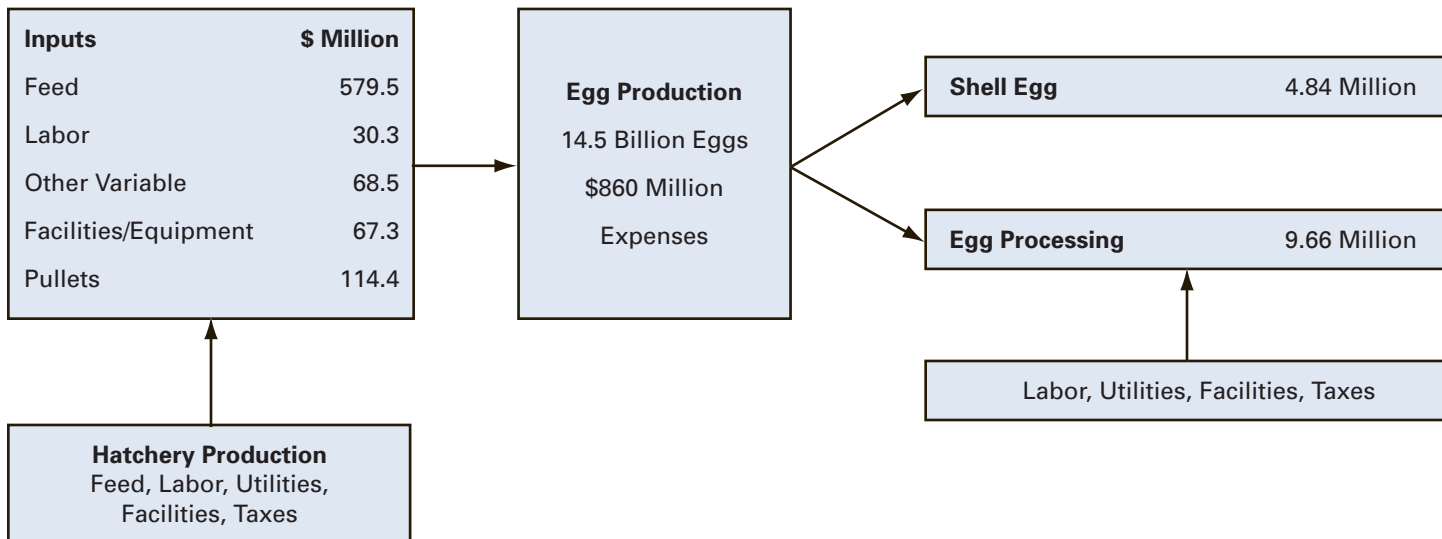 Inputs $ Million
Feed 579.5
Labor 30.3
Other Variable 68.5
Facilities/Equipment 67.3
Pullets 114.4
Hatchery Production
Feed, Labor, Utilities,
Facilities, Taxes
Egg Production
14.5 Billion Eggs
$860 Million
Expenses
Shell Egg 4.84 Million
Egg Processing 9.66 Million
Labor, Utilities, Facilities, Taxes